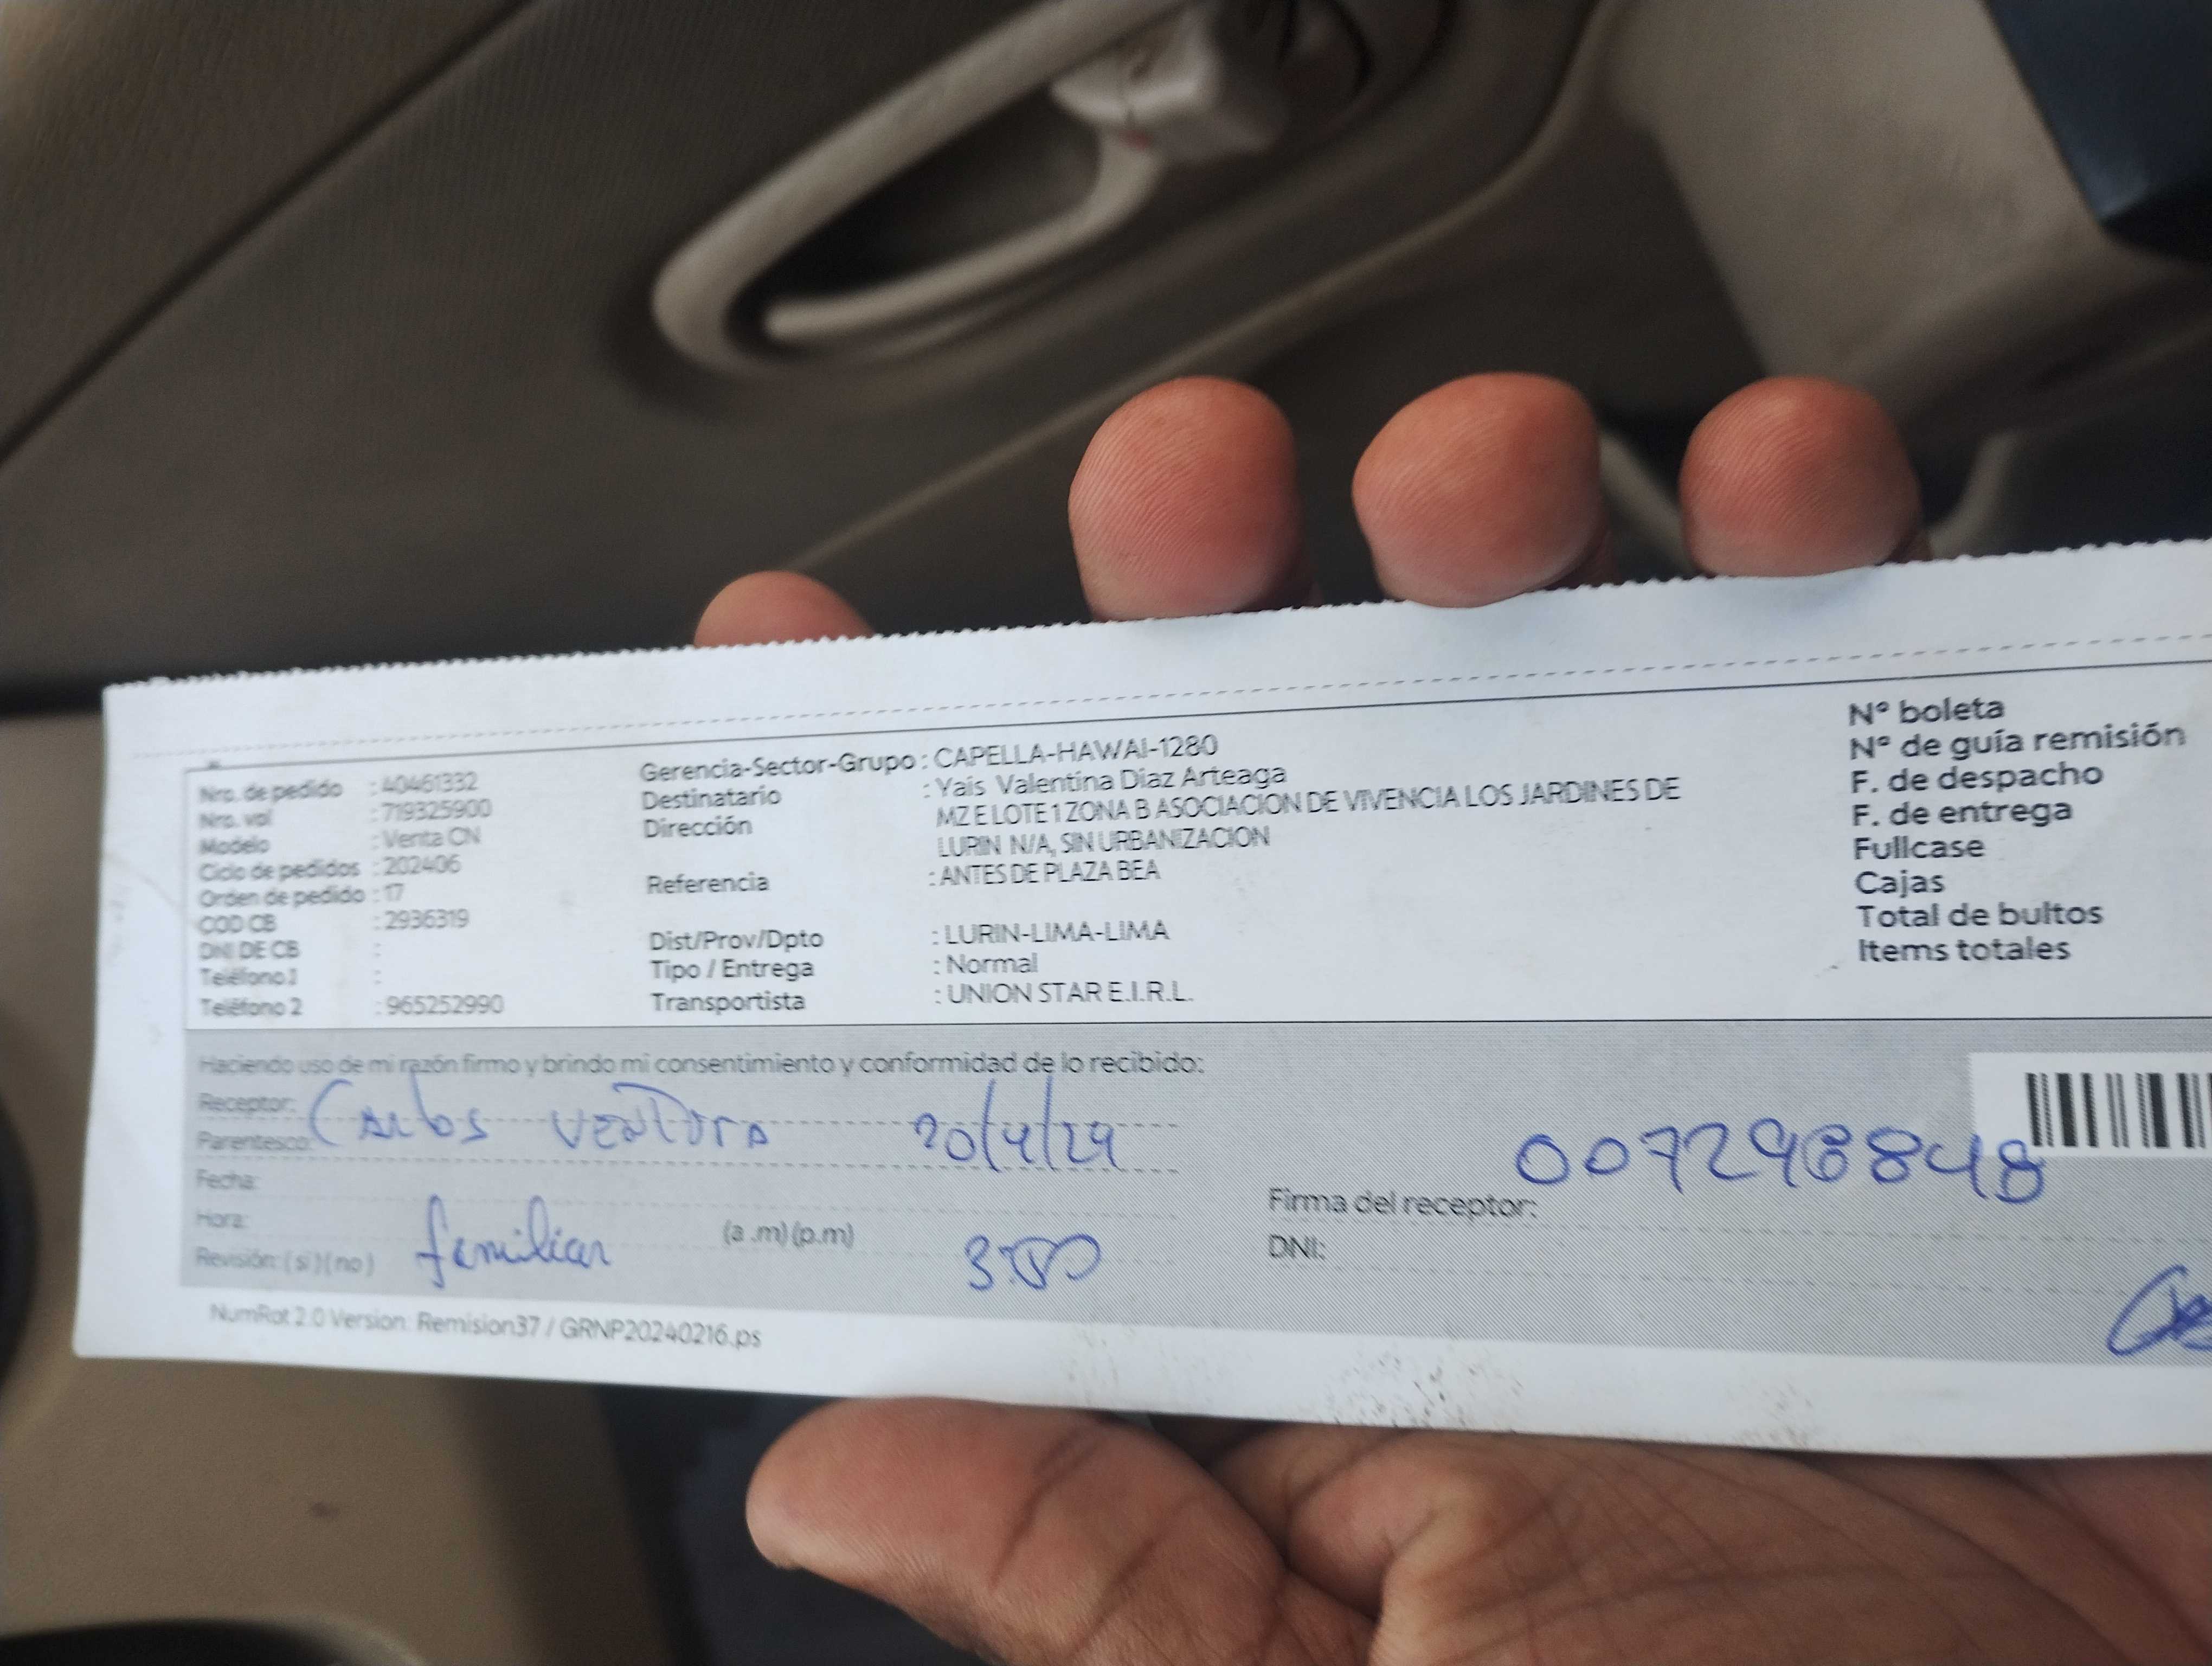 Nro. de pedido : 40461332
Nro. val : 719325900
Modelo : Venta CN
Ciclo de pedidos : 202406
Orden de pedido : 17
COD CB : 2936319
DNI DE CB :
Teléfono 1 :
Teléfono 2 : 965252990
Gerencia-Sector-Grupo : CAPELLA-HAWAI-1280
Destinatario : Yais Valentina Diaz Arteaga
Dirección MZ E LOTE 1 ZONA B ASOCIACION DE VIVENCIA LOS JARDINES DE
LURIN N/A, SIN URBANIZACION
Referencia : ANTES DE PLAZA BEA
Dist/Prov/Dpto : LURIN-LIMA-LIMA
Tipo / Entrega : Normal
Transportista : UNION STAR E.I.R.L.
N° boleta
N° de guía remisión
F. de despacho
F. de entrega
Fullcase
Cajas
Total de bultos
Items totales
Haciendo uso de mi razón firmo y brindo mi consentimiento y conformidad de lo recibido:
Receptor: Carlos Ventura 20/4/24
Parentesco:
Fecha:
Hora: (a .m) (p.m) 3:00
Revisión: ( si ) ( no ) familiar
007296848
Firma del receptor:
DNI:
NumRot 2.0 Version: Remision37 / GRNP20240216.ps